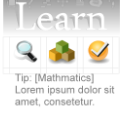 Learn
Tip: [Mathmatics]
Lorem ipsum dolor sit
amet, consetetur.